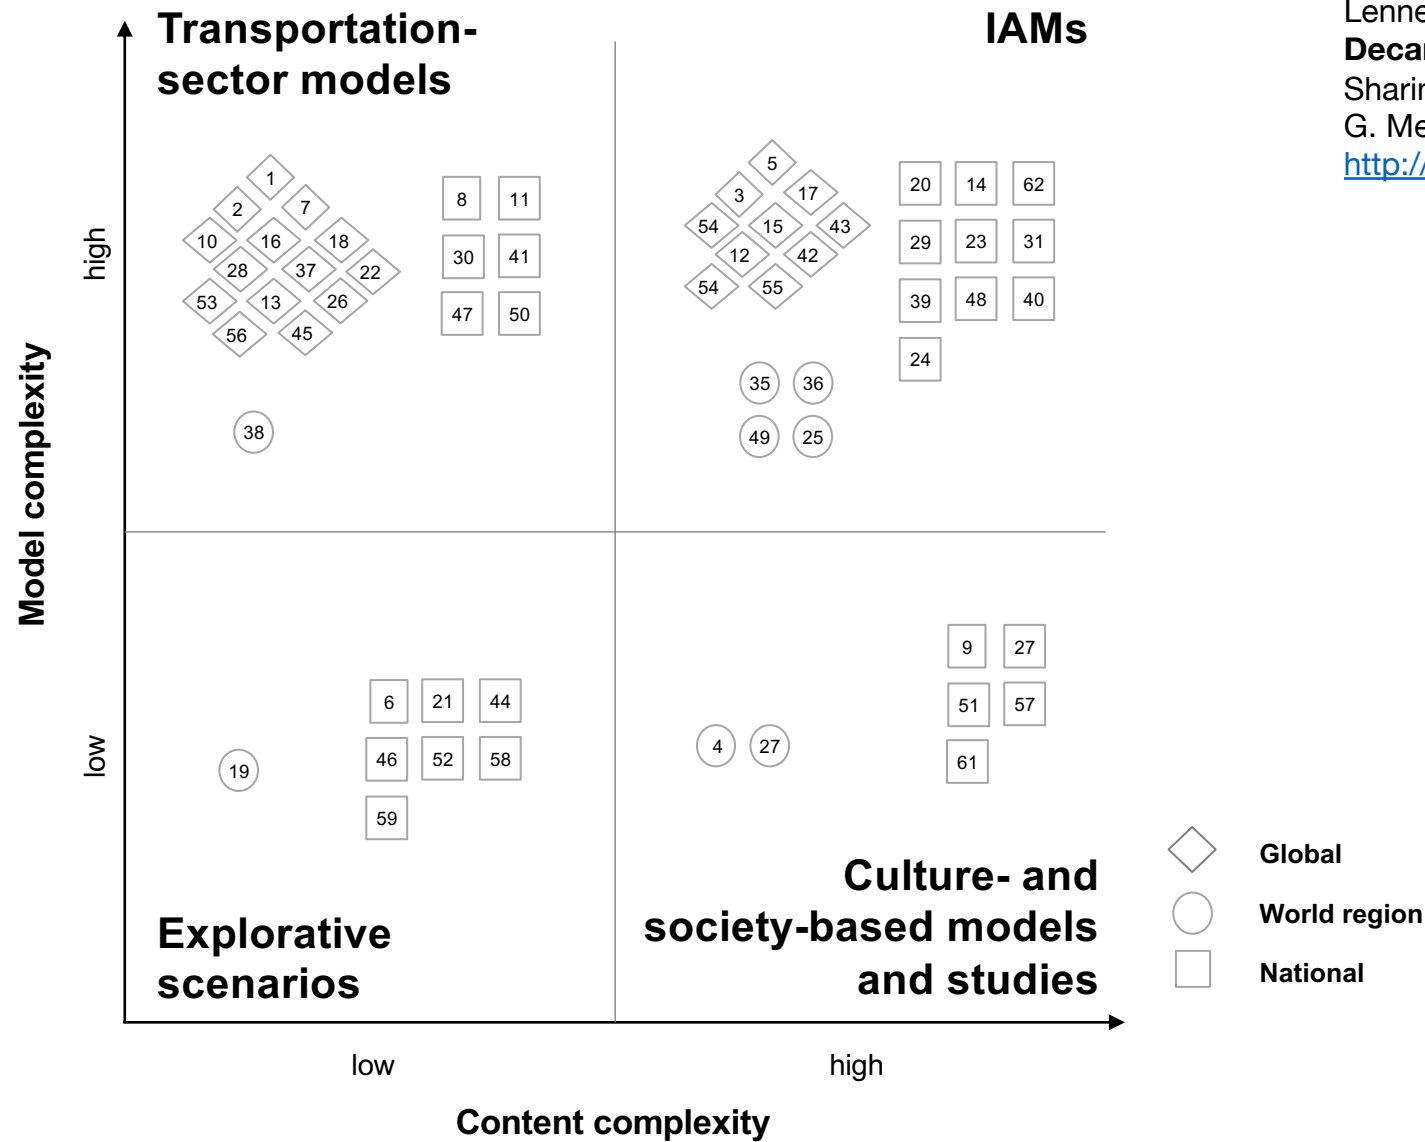 Transportation-
sector models
IAMs
Lenne
Decar
Sharin
G. Me
http://
high
Model complexity
low
1
2 7
10 16 18
28 37 22
53 13 26
56 45
8 11
30 41
47 50
38
5
3 17
54 15 43
12 42
54 55
20 14 62
29 23 31
39 48 40
24
35 36
49 25
6 21 44
46 52 58
59
19
9 27
51 57
61
4 27
Explorative
scenarios
Culture- and
society-based models
and studies
Global
World region
National
low high
Content complexity